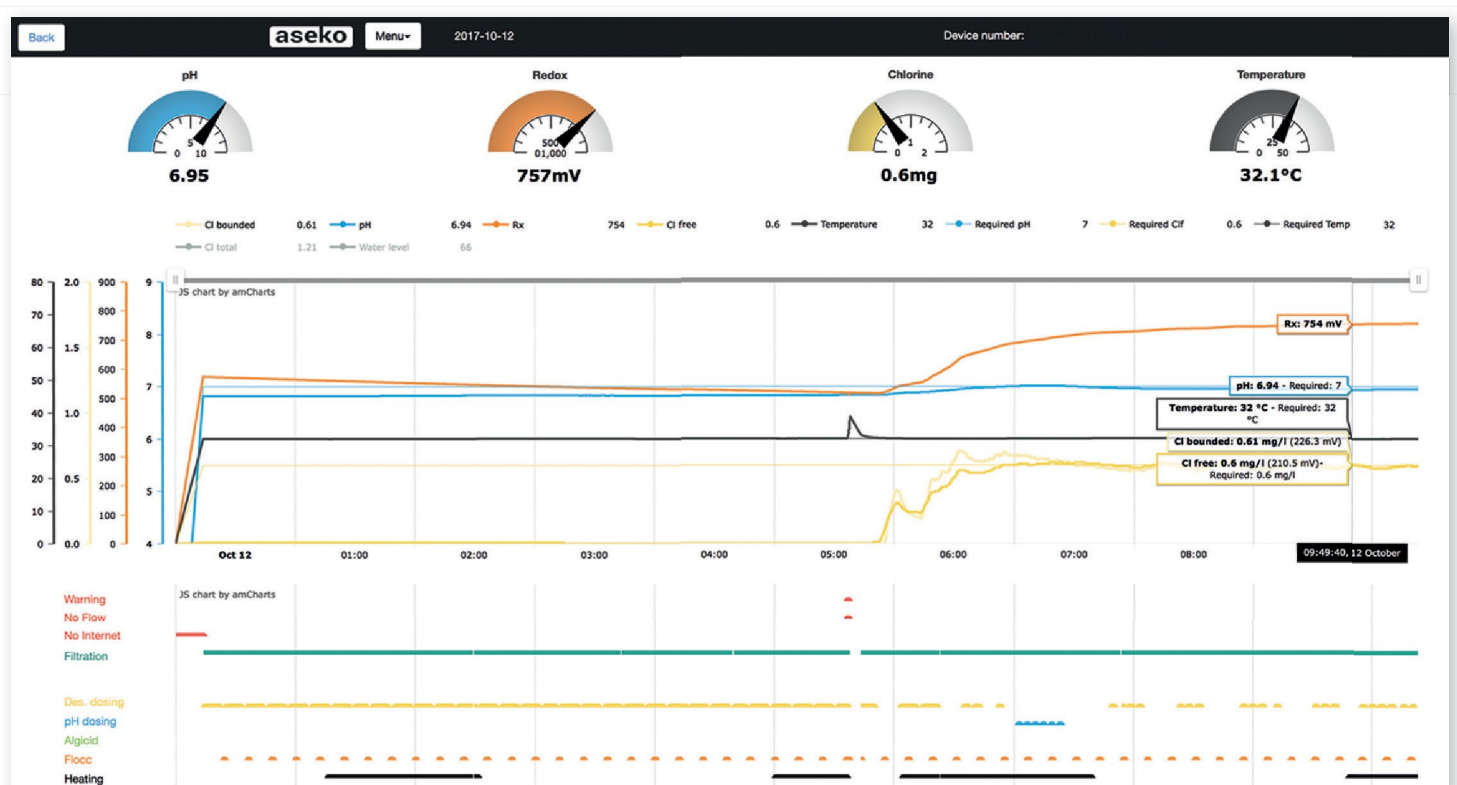 Back
aseko
Menu
2017-10-12
Device number:
pH
Redox
Chlorine
Temperature
5
0 10
6.95
500
01,000
757mV
1
0 2
0.6mg
25
0 50
32.1°C
Cl bounded 0.61 pH 6.94 Rx 754 Cl free 0.6 Temperature 32 Required pH 7 Required Clf 0.6 Required Temp 32
Cl total 1.21 Water level 66
JS chart by amCharts
80 2.0 900 9
70 800 8
60 1.5 700
600
50 500 7
40 1.0 400
30 300 6
20 0.5 200 5
10 100
0 0.0 0 4
Rx: 754 mV
pH: 6.94 - Required: 7
Temperature: 32 °C - Required: 32
°C
Cl bounded: 0.61 mg/l (226.3 mV)
Cl free: 0.6 mg/l (210.5 mV)-
Required: 0.6 mg/l
Oct 12 01:00 02:00 03:00 04:00 05:00 06:00 07:00 08:00 09:49:40, 12 October
JS chart by amCharts
Warning
No Flow
No Internet
Filtration
Des. dosing
pH dosing
Algicid
Flocc
Heating